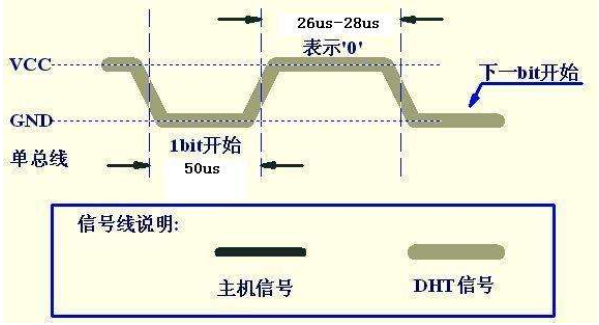 26us-28us
表示'0'
VCC
下一bit开始
GND
1bit开始
单总线
50us
信号线说明:
主机信号
DHT信号